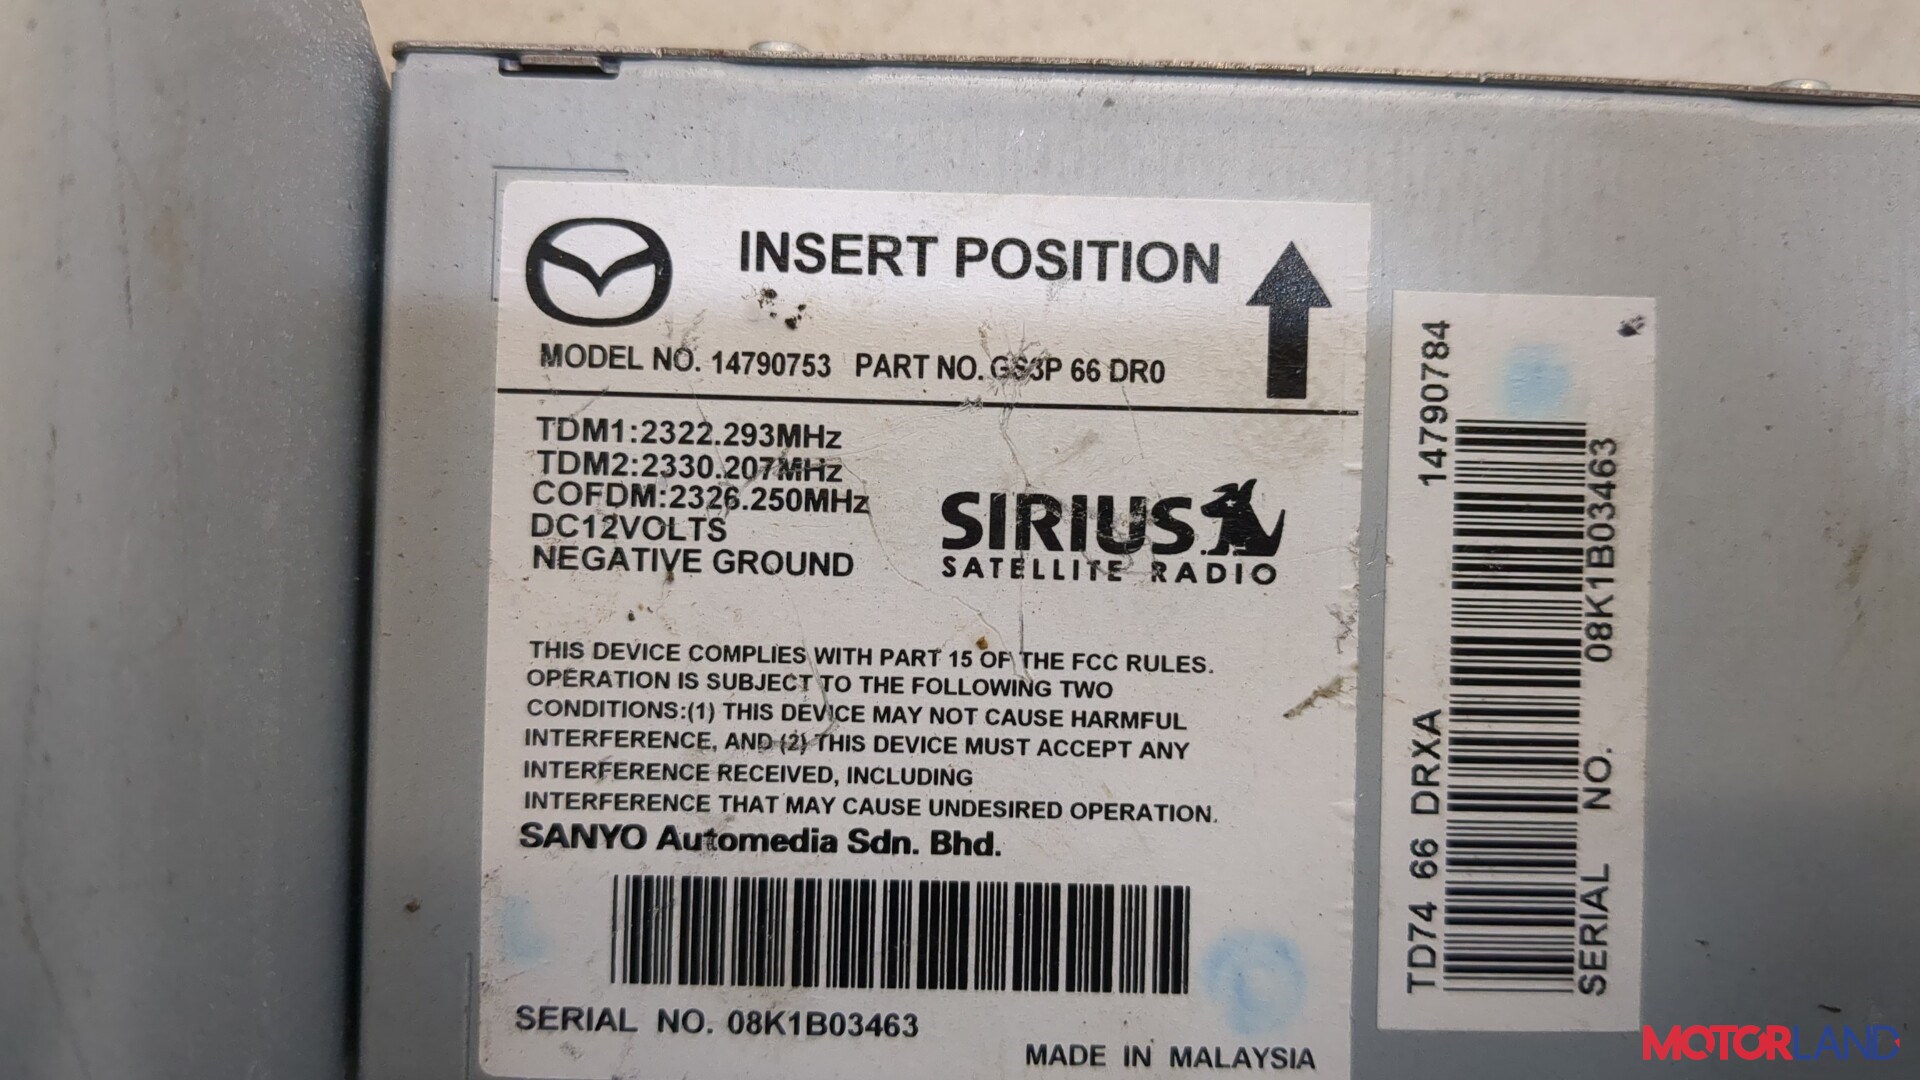 INSERT POSITION
MODEL NO. 14790753 PART NO. GS3P 66 DR0
TDM1:2322.293MHz
TDM2:2330.207MHz
COFDM:2326.250MHz
DC12VOLTS
NEGATIVE GROUND
SIRIUS
SATELLITE RADIO
THIS DEVICE COMPLIES WITH PART 15 OF THE FCC RULES.
OPERATION IS SUBJECT TO THE FOLLOWING TWO
CONDITIONS:(1) THIS DEVICE MAY NOT CAUSE HARMFUL
INTERFERENCE, AND (2) THIS DEVICE MUST ACCEPT ANY
INTERFERENCE RECEIVED, INCLUDING
INTERFERENCE THAT MAY CAUSE UNDESIRED OPERATION.
SANYO Automedia Sdn. Bhd.
SERIAL NO. 08K1B03463
MADE IN MALAYSIA
TD74 66 DRXA 14790784
SERIAL NO. 08K1B03463
MOTORLAND